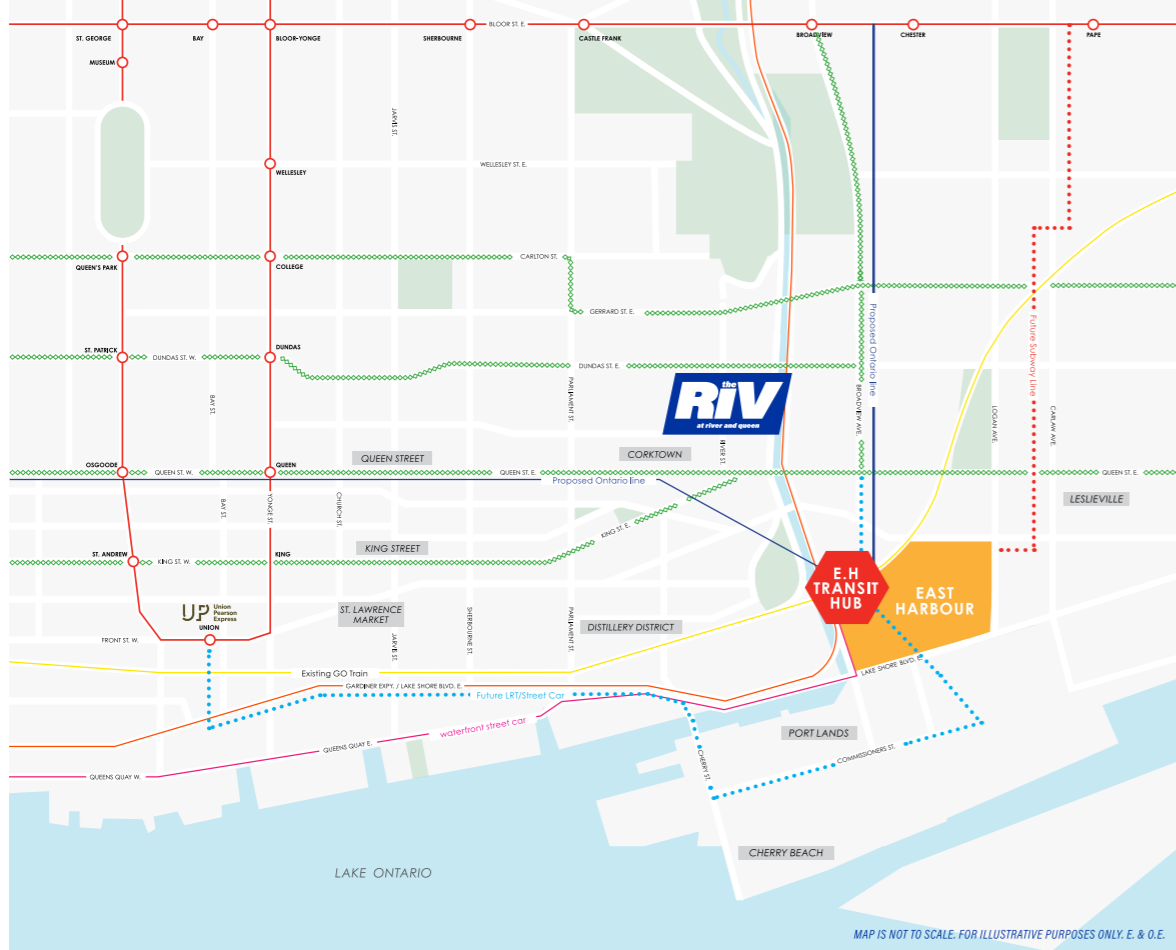 BLOOR ST. E.
ST. GEORGE
BAY
BLOOR-YONGE
SHERBOURNE
CASTLE FRANK
BROADVIEW
CHESTER
PAPE
MUSEUM
JARVIS ST.
WELLESLEY ST. E.
WELLESLEY
CARLTON ST.
QUEEN'S PARK
COLLEGE
GERRARD ST. E.
Proposed Ontario line
Future Subway Line
ST. PATRICK
DUNDAS ST. W.
DUNDAS
DUNDAS ST. E.
BAY ST.
PARLIAMENT ST.
the
RiV
at river and queen
BROADVIEW AVE.
LOGAN AVE.
CARLAW AVE.
RIVER ST.
QUEEN STREET
CORKTOWN
OSGOODE
QUEEN ST. W.
QUEEN
QUEEN ST. E.
QUEEN ST. E.
Proposed Ontario line
LESLIEVILLE
BAY ST.
YONGE ST.
CHURCH ST.
KING ST. E.
KING STREET
ST. ANDREW
KING ST. W.
KING
E.H
TRANSIT
HUB
EAST
HARBOUR
UP Union
Pearson
Express
UNION
ST. LAWRENCE
MARKET
SHERBOURNE ST.
PARLIAMENT ST.
DISTILLERY DISTRICT
FRONT ST. W.
JARVIS ST.
Existing GO Train
LAKE SHORE BLVD. E.
GARDINER EXPY. / LAKE SHORE BLVD. E.
Future LRT/Street Car
waterfront street car
PORT LANDS
QUEENS QUAY E.
CHERRY ST.
COMMISSIONERS ST.
QUEENS QUAY W.
CHERRY BEACH
LAKE ONTARIO
MAP IS NOT TO SCALE. FOR ILLUSTRATIVE PURPOSES ONLY. E. & O.E.